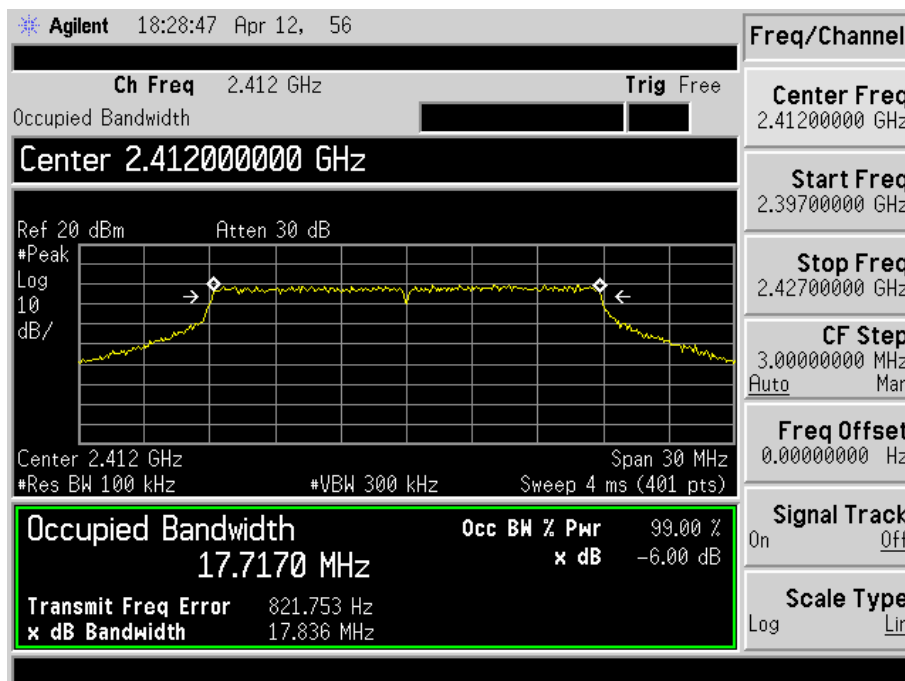 Agilent 18:28:47 Apr 12, 56
Freq/Channel
Ch Freq 2.412 GHz Trig Free
Occupied Bandwidth
Center 2.412000000 GHz
Ref 20 dBm Atten 30 dB
#Peak
Log
10
dB/
Center 2.412 GHz Span 30 MHz
#Res BW 100 kHz #VBW 300 kHz Sweep 4 ms (401 pts)
Occupied Bandwidth Occ BW % Pwr 99.00 %
17.7170 MHz x dB -6.00 dB
Transmit Freq Error 821.753 Hz
x dB Bandwidth 17.836 MHz
Center Freq
2.41200000 GHz
Start Freq
2.39700000 GHz
Stop Freq
2.42700000 GHz
CF Step
3.00000000 MHz
Auto Man
Freq Offset
0.00000000 Hz
Signal Track
On Off
Scale Type
Log Lin